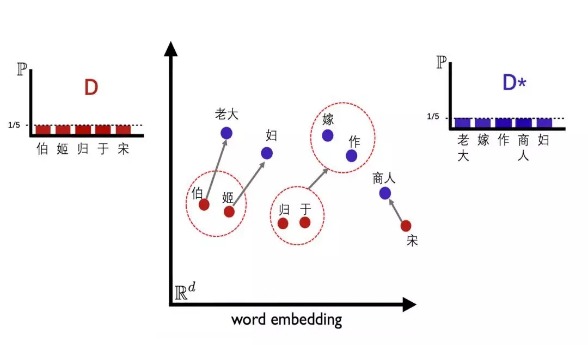 ℙ
D
1/5
伯 姬 归 于 宋
老大
妇
嫁
作
伯
姬
归 于
商人
宋
ℝᵈ
word embedding
ℙ
D*
1/5
老大 嫁 作 商人 妇